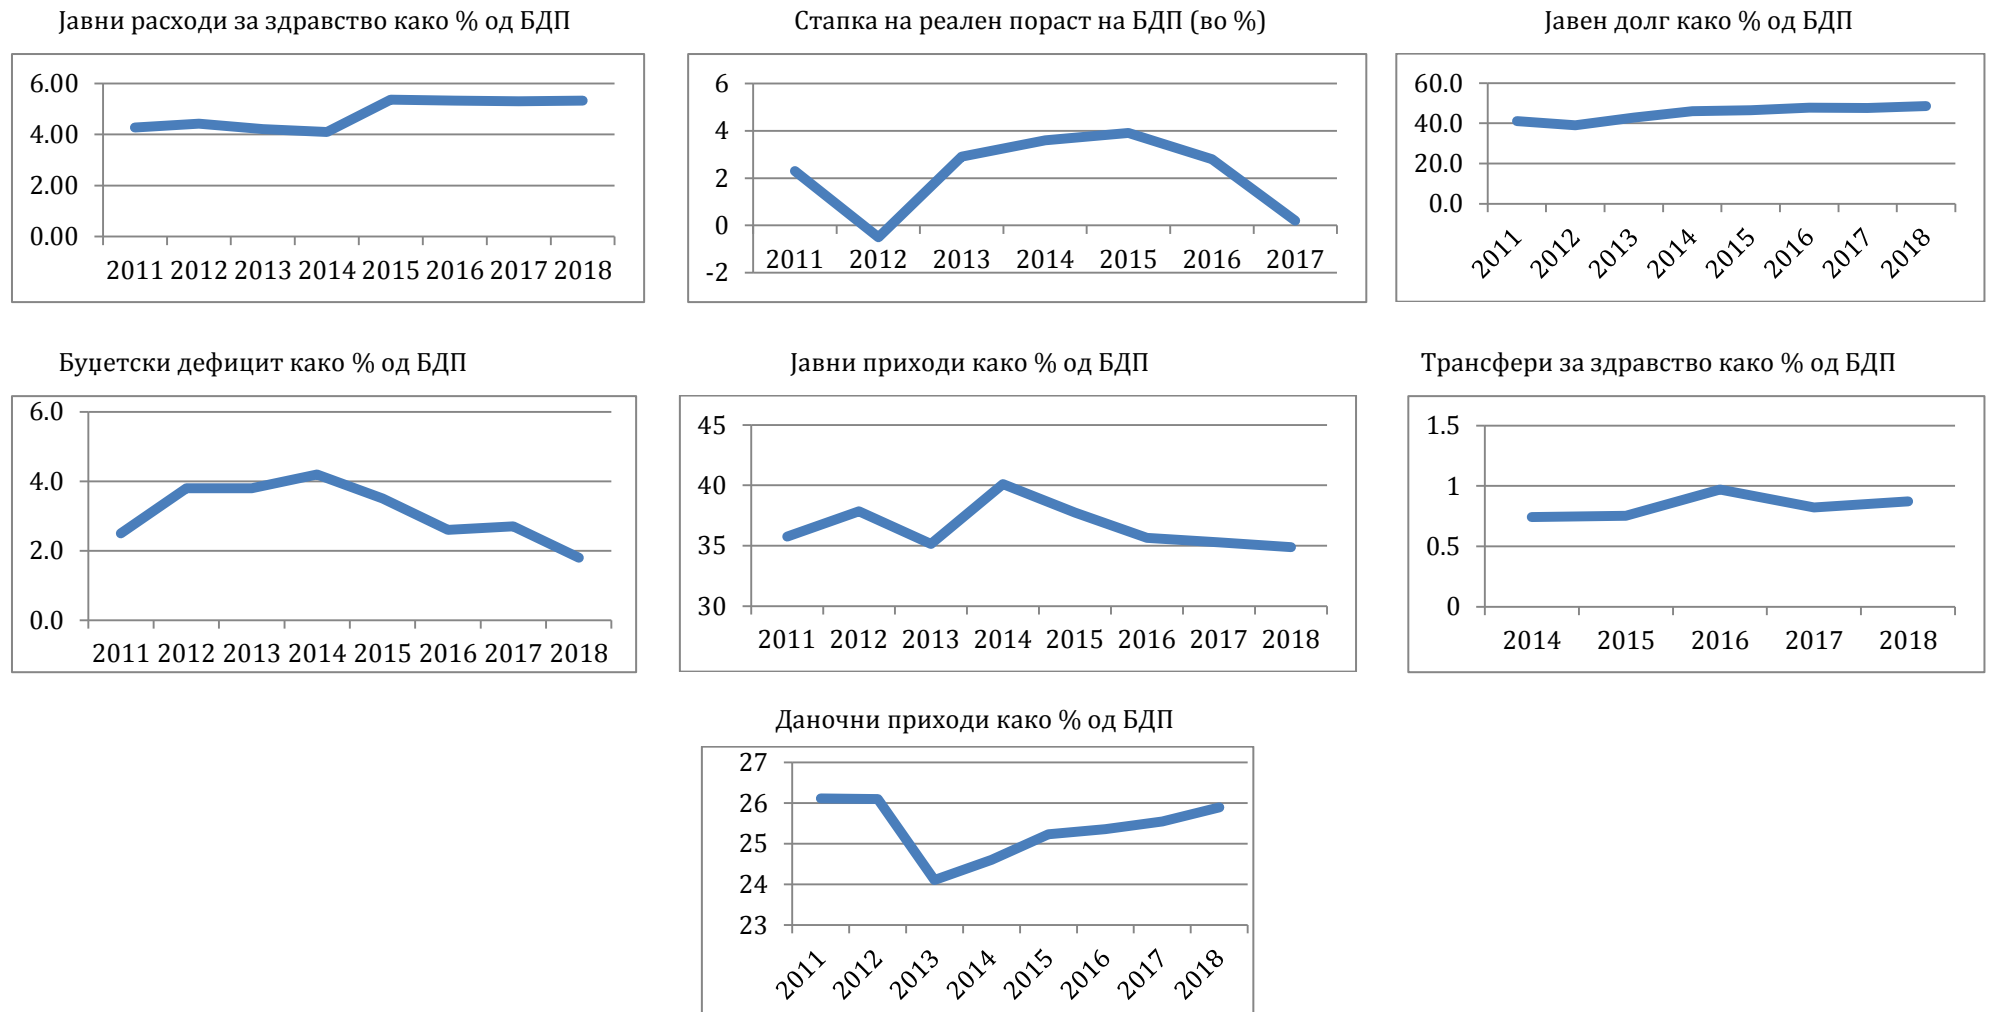 Јавни расходи за здравство како % од БДП
6.00
4.00
2.00
0.00
2011 2012 2013 2014 2015 2016 2017 2018
Стапка на реален пораст на БДП (во %)
6
4
2
0
-2
2011 2012 2013 2014 2015 2016 2017
Јавен долг како % од БДП
60.0
40.0
20.0
0.0
2011 2012 2013 2014 2015 2016 2017 2018
Буџетски дефицит како % од БДП
6.0
4.0
2.0
0.0
2011 2012 2013 2014 2015 2016 2017 2018
Јавни приходи како % од БДП
45
40
35
30
2011 2012 2013 2014 2015 2016 2017 2018
Трансфери за здравство како % од БДП
1.5
1
0.5
0
2014 2015 2016 2017 2018
Даночни приходи како % од БДП
27
26
25
24
23
2011 2012 2013 2014 2015 2016 2017 2018